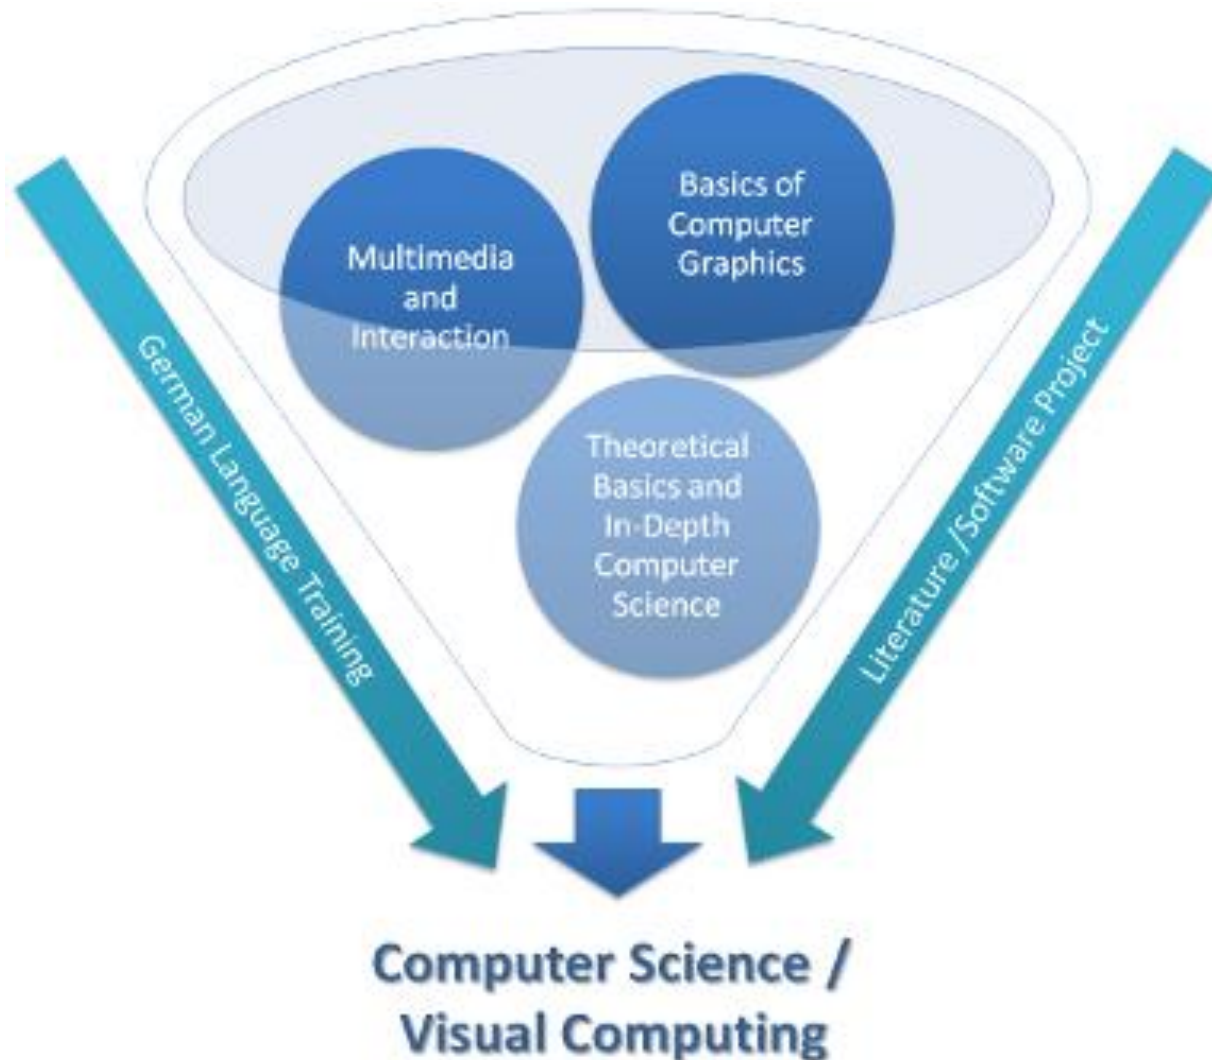 Basics of
Computer
Graphics
Multimedia
and
Interaction
Theoretical
Basics and
In-Depth
Computer
Science
German Language Training
Literature /Software Project
Computer Science /
Visual Computing